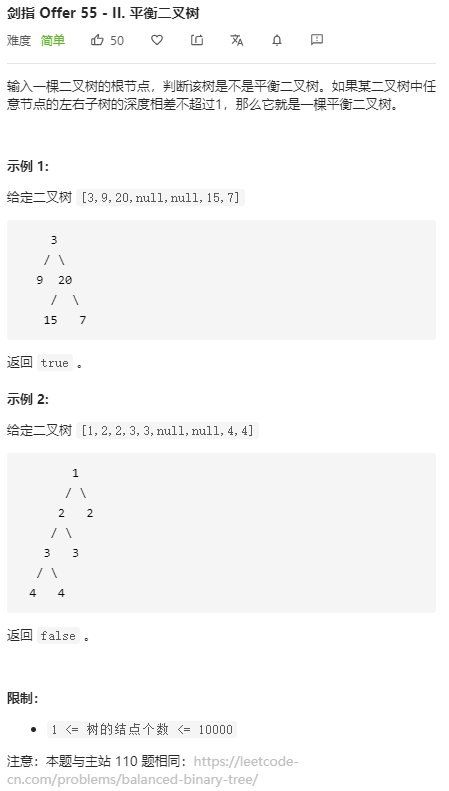 剑指 Offer 55 - II. 平衡二叉树
难度 简单 50
输入一棵二叉树的根节点，判断该树是不是平衡二叉树。如果某二叉树中任
意节点的左右子树的深度相差不超过1，那么它就是一棵平衡二叉树。
示例 1:
给定二叉树 [3,9,20,null,null,15,7]
3
/ \
9 20
/ \
15 7
返回 true 。
示例 2:
给定二叉树 [1,2,2,3,3,null,null,4,4]
1
/ \
2 2
/ \
3 3
/ \
4 4
返回 false 。
限制：
1 <= 树的结点个数 <= 10000
注意：本题与主站 110 题相同：https://leetcode-
cn.com/problems/balanced-binary-tree/